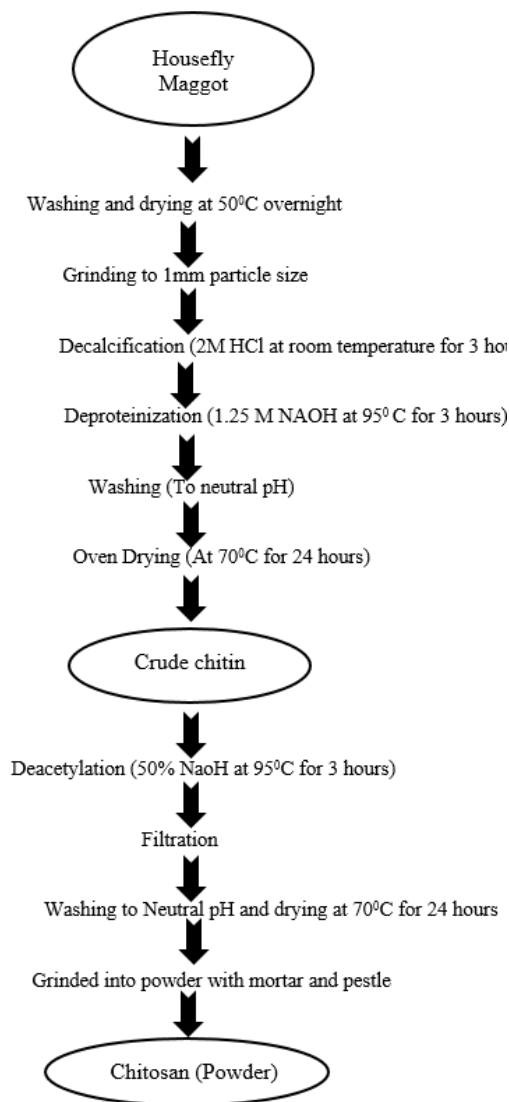 Housefly
Maggot
Washing and drying at 50⁰C overnight
Grinding to 1mm particle size
Decalcification (2M HCl at room temperature for 3 hou
Deproteinization (1.25 M NAOH at 95⁰ C for 3 hours)
Washing (To neutral pH)
Oven Drying (At 70⁰C for 24 hours)
Crude chitin
Deacetylation (50% NaoH at 95⁰C for 3 hours)
Filtration
Washing to Neutral pH and drying at 70⁰C for 24 hours
Grinded into powder with mortar and pestle
Chitosan (Powder)